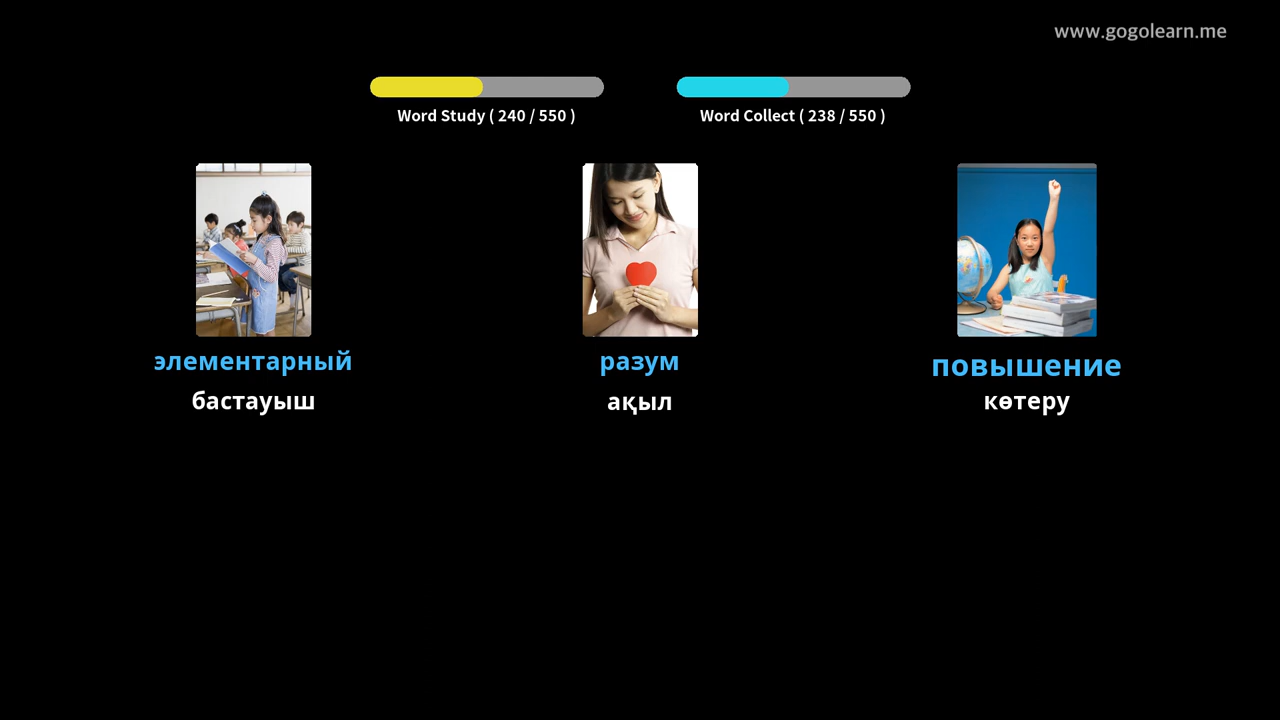 www.gogolearn.me
Word Study ( 240 / 550 )
Word Collect ( 238 / 550 )
элементарный
бастауыш
разум
ақыл
повышение
көтеру